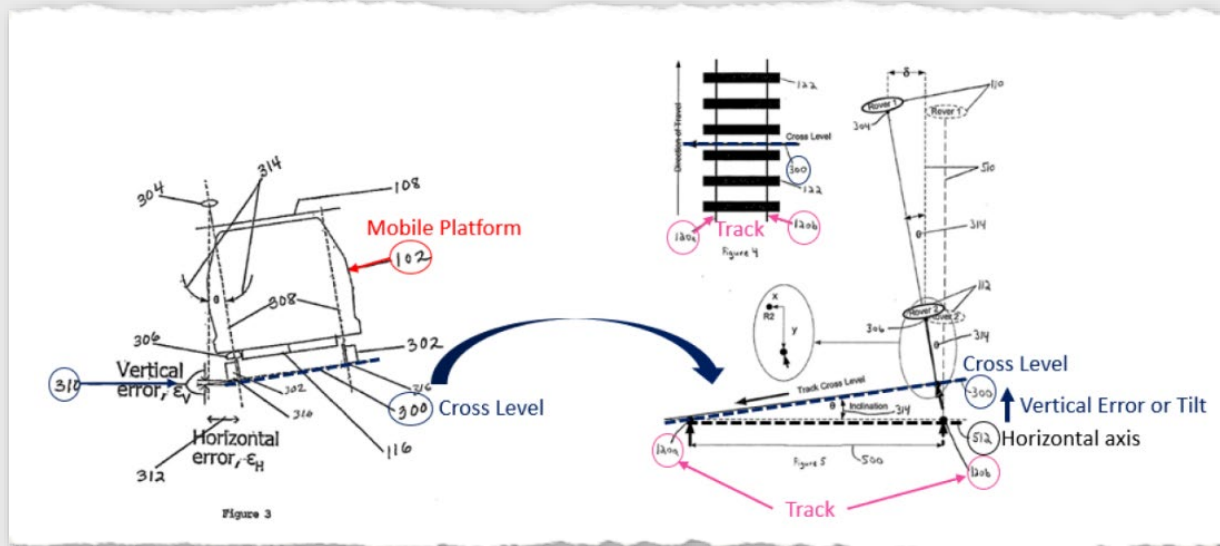 304
314
108
Mobile Platform
102
θ
308
306
302
Vertical
error, εV
310
302
316
316
300
Cross Level
116
Horizontal
error, εH
312
Figure 3
122
Direction of Travel
Cross Level
300
122
120a
Track
120b
Figure 4
δ
110
Rover 1
Rover 1
304
510
θ
314
112
Rover 2
Rover 2
306
314
θ
X
R2
y
Cross Level
Track Cross Level
300
θ
Inclination
314
Vertical Error or Tilt
512
Horizontal axis
120a
Figure 5
500
120b
Track